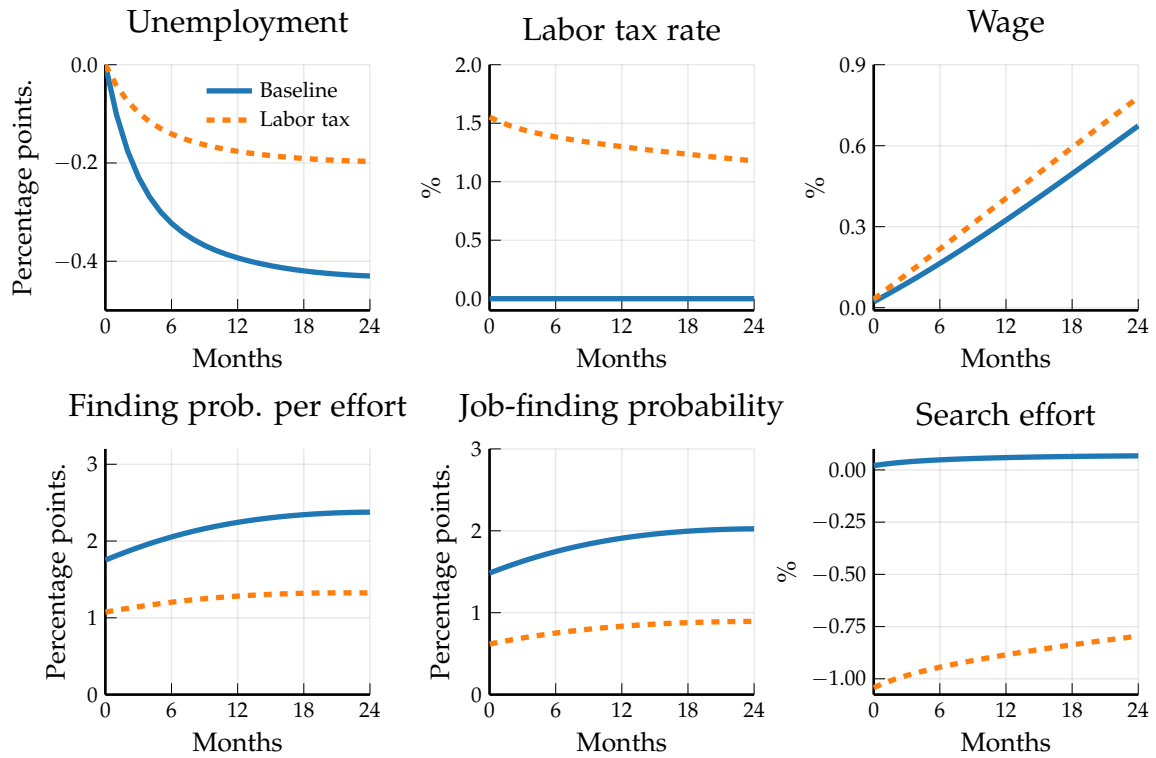 Unemployment
Percentage points.
0.0
−0.2
−0.4
Baseline
Labor tax
0 6 12 18 24
Months
Labor tax rate
%
2.0
1.5
1.0
0.5
0.0
0 6 12 18 24
Months
Wage
%
0.9
0.6
0.3
0.0
0 6 12 18 24
Months
Finding prob. per effort
Percentage points.
3
2
1
0
0 6 12 18 24
Months
Job-finding probability
Percentage points.
3
2
1
0
0 6 12 18 24
Months
Search effort
%
0.00
−0.25
−0.50
−0.75
−1.00
0 6 12 18 24
Months